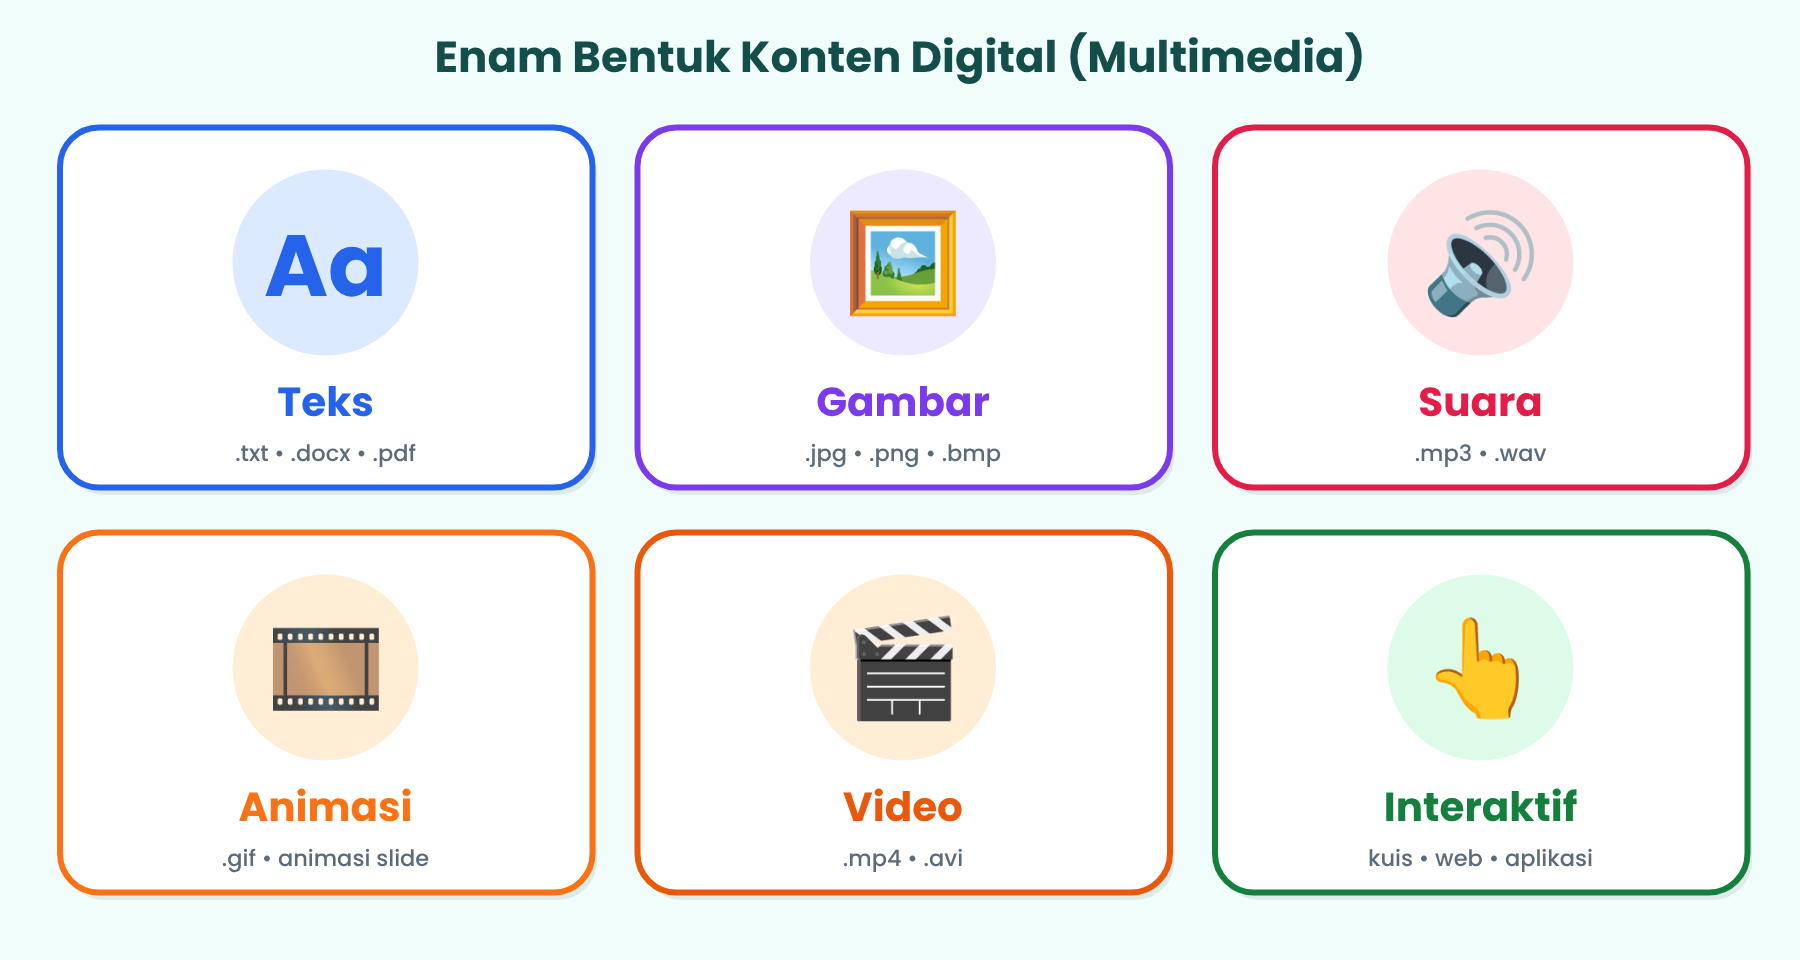 Enam Bentuk Konten Digital (Multimedia)
Aa
Teks
.txt • .docx • .pdf
Gambar
.jpg • .png • .bmp
Suara
.mp3 • .wav
Animasi
.gif • animasi slide
Video
.mp4 • .avi
Interaktif
kuis • web • aplikasi